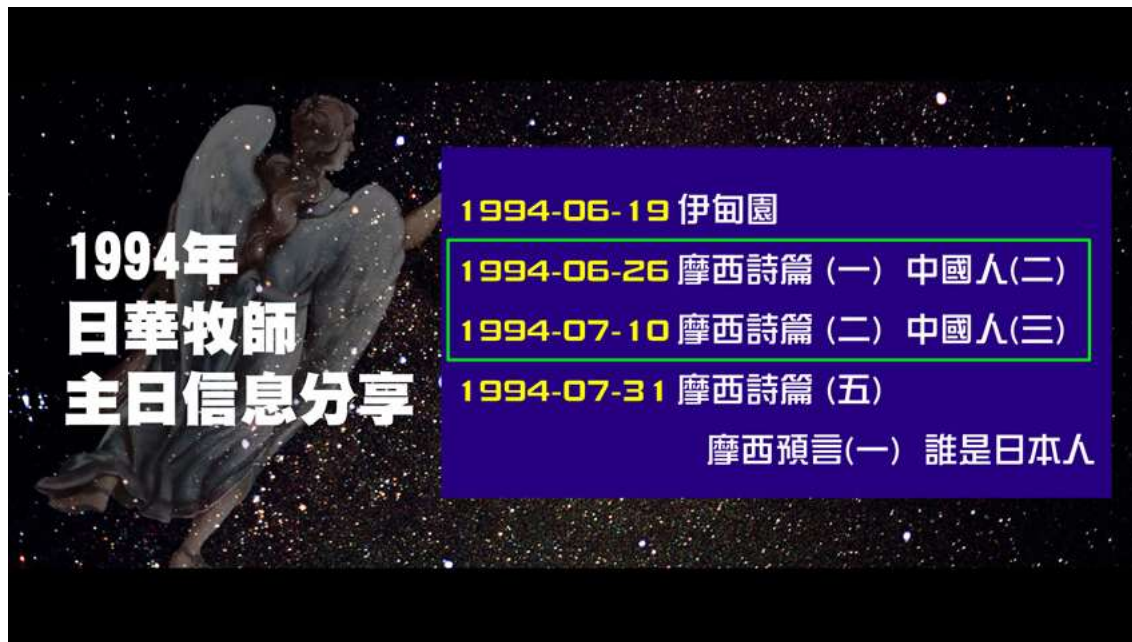 1994年
日華牧師
主日信息分享
1994-06-19 伊甸園
1994-06-26 摩西詩篇 (一) 中國人(二)
1994-07-10 摩西詩篇 (二) 中國人(三)
1994-07-31 摩西詩篇 (五)
摩西預言(一) 誰是日本人